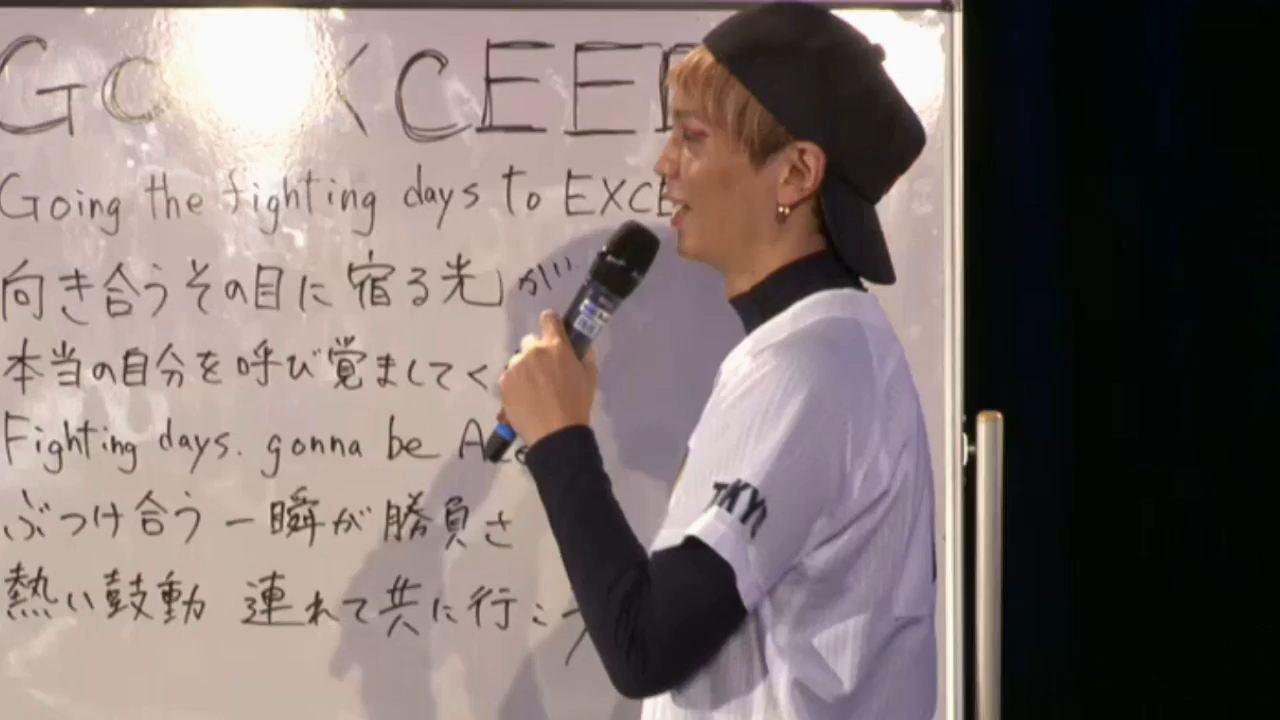 GO XCEE
Going the fighting days to EXCE
向き合うその目に宿る光が
本当の自分を呼び覚ましてく
Fighting days. gonna be
ぶつけ合う一瞬が勝負さ
熱い鼓動 連れて共に行こう